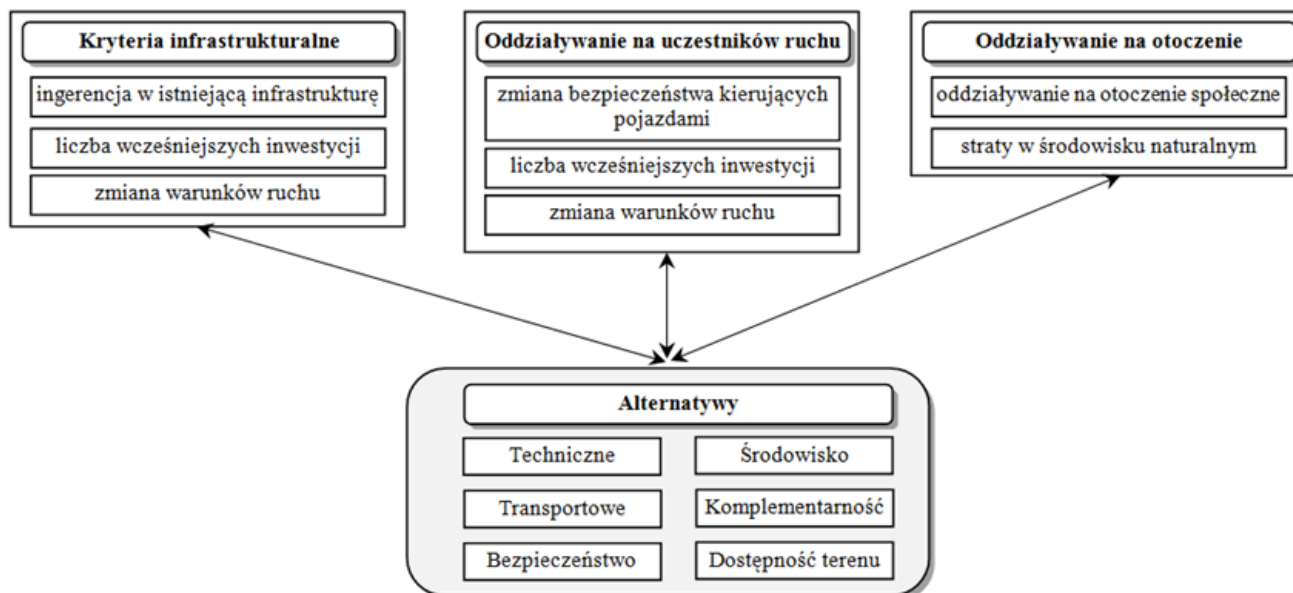 Kryteria infrastrukturalne
ingerencja w istniejącą infrastrukturę
liczba wcześniejszych inwestycji
zmiana warunków ruchu
Oddziaływanie na uczestników ruchu
zmiana bezpieczeństwa kierujących
pojazdami
liczba wcześniejszych inwestycji
zmiana warunków ruchu
Oddziaływanie na otoczenie
oddziaływanie na otoczenie społeczne
straty w środowisku naturalnym
Alternatywy
Techniczne
Środowisko
Transportowe
Komplementarność
Bezpieczeństwo
Dostępność terenu